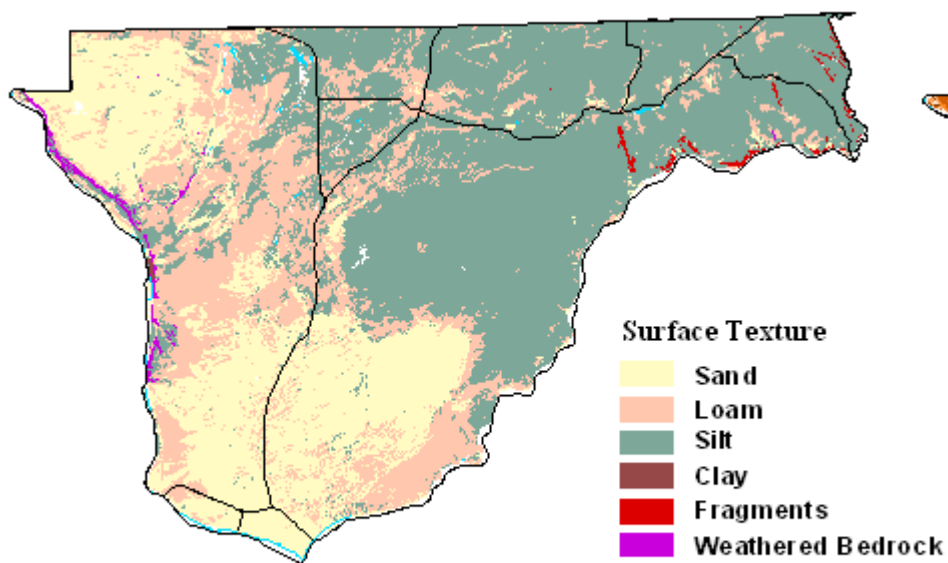 Surface Texture
Sand
Loam
Silt
Clay
Fragments
Weathered Bedrock